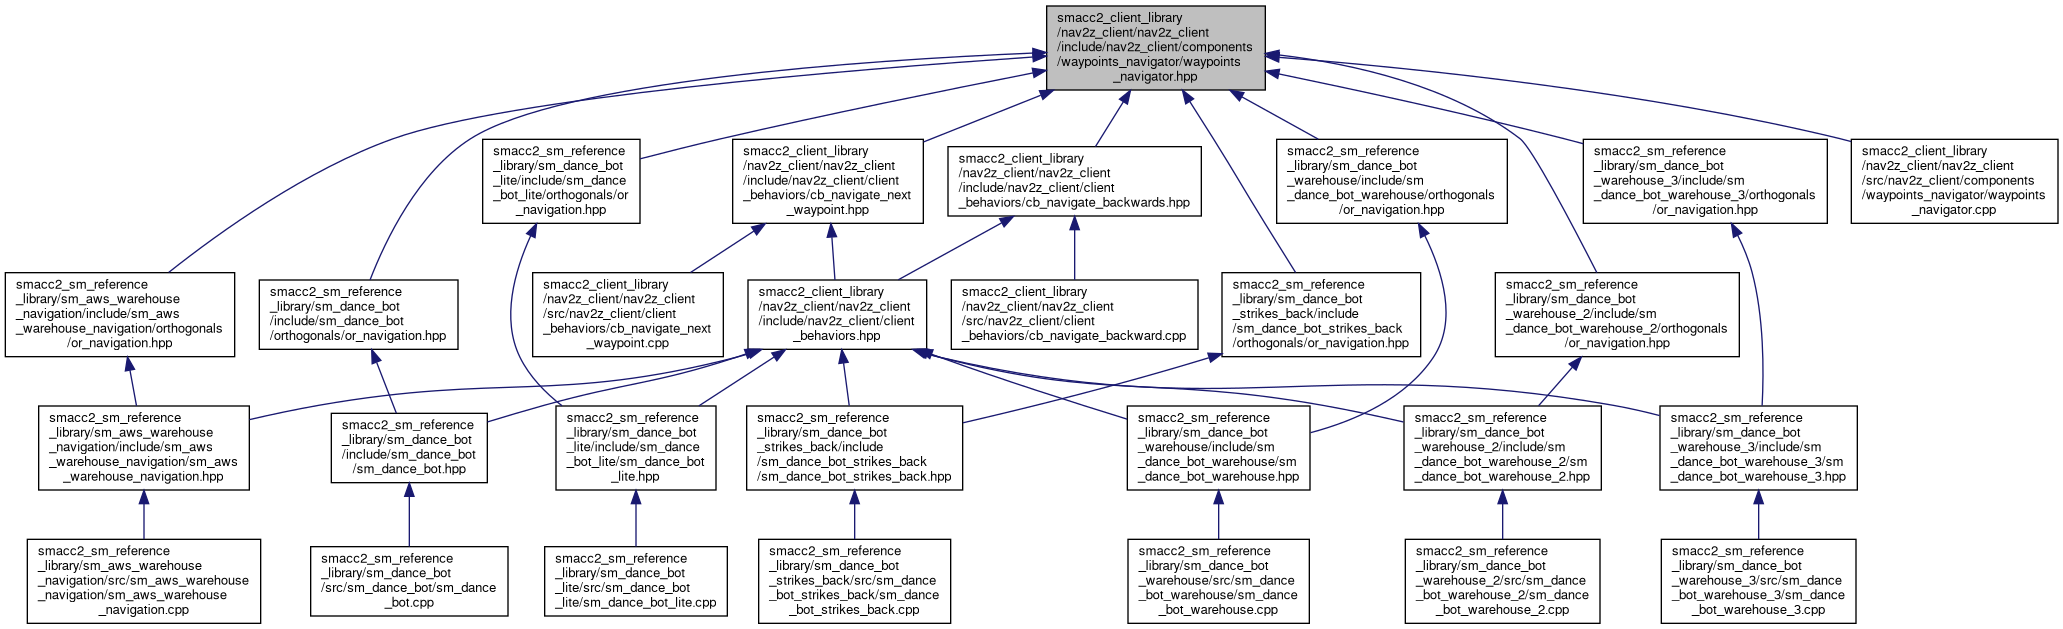 smacc2_client_library
/nav2z_client/nav2z_client
/include/nav2z_client/components
/waypoints_navigator/waypoints
_navigator.hpp
smacc2_sm_reference
_library/sm_dance_bot
_lite/include/sm_dance
_bot_lite/orthogonals/or
_navigation.hpp
smacc2_client_library
/nav2z_client/nav2z_client
/include/nav2z_client/client
_behaviors/cb_navigate_next
_waypoint.hpp
smacc2_client_library
/nav2z_client/nav2z_client
/include/nav2z_client/client
_behaviors/cb_navigate_backwards.hpp
smacc2_sm_reference
_library/sm_dance_bot
_warehouse/include/sm
_dance_bot_warehouse/orthogonals
/or_navigation.hpp
smacc2_sm_reference
_library/sm_dance_bot
_warehouse_3/include/sm
_dance_bot_warehouse_3/orthogonals
/or_navigation.hpp
smacc2_client_library
/nav2z_client/nav2z_client
/src/nav2z_client/components
/waypoints_navigator/waypoints
_navigator.cpp
smacc2_sm_reference
_library/sm_aws_warehouse
_navigation/include/sm_aws
_warehouse_navigation/orthogonals
/or_navigation.hpp
smacc2_sm_reference
_library/sm_dance_bot
/include/sm_dance_bot
/orthogonals/or_navigation.hpp
smacc2_client_library
/nav2z_client/nav2z_client
/src/nav2z_client/client
_behaviors/cb_navigate_next
_waypoint.cpp
smacc2_client_library
/nav2z_client/nav2z_client
/include/nav2z_client/client
_behaviors.hpp
smacc2_client_library
/nav2z_client/nav2z_client
/src/nav2z_client/client
_behaviors/cb_navigate_backward.cpp
smacc2_sm_reference
_library/sm_dance_bot
_strikes_back/include
/sm_dance_bot_strikes_back
/orthogonals/or_navigation.hpp
smacc2_sm_reference
_library/sm_dance_bot
_warehouse_2/include/sm
_dance_bot_warehouse_2/orthogonals
/or_navigation.hpp
smacc2_sm_reference
_library/sm_aws_warehouse
_navigation/include/sm_aws
_warehouse_navigation/sm_aws
_warehouse_navigation.hpp
smacc2_sm_reference
_library/sm_dance_bot
/include/sm_dance_bot
/sm_dance_bot.hpp
smacc2_sm_reference
_library/sm_dance_bot
_lite/include/sm_dance
_bot_lite/sm_dance_bot
_lite.hpp
smacc2_sm_reference
_library/sm_dance_bot
_strikes_back/include
/sm_dance_bot_strikes_back
/sm_dance_bot_strikes_back.hpp
smacc2_sm_reference
_library/sm_dance_bot
_warehouse/include/sm
_dance_bot_warehouse/sm
_dance_bot_warehouse.hpp
smacc2_sm_reference
_library/sm_dance_bot
_warehouse_2/include/sm
_dance_bot_warehouse_2/sm
_dance_bot_warehouse_2.hpp
smacc2_sm_reference
_library/sm_dance_bot
_warehouse_3/include/sm
_dance_bot_warehouse_3/sm
_dance_bot_warehouse_3.hpp
smacc2_sm_reference
_library/sm_aws_warehouse
_navigation/src/sm_aws_warehouse
_navigation/sm_aws_warehouse
_navigation.cpp
smacc2_sm_reference
_library/sm_dance_bot
/src/sm_dance_bot/sm_dance
_bot.cpp
smacc2_sm_reference
_library/sm_dance_bot
_lite/src/sm_dance_bot
_lite/sm_dance_bot_lite.cpp
smacc2_sm_reference
_library/sm_dance_bot
_strikes_back/src/sm_dance
_bot_strikes_back/sm_dance
_bot_strikes_back.cpp
smacc2_sm_reference
_library/sm_dance_bot
_warehouse/src/sm_dance
_bot_warehouse/sm_dance
_bot_warehouse.cpp
smacc2_sm_reference
_library/sm_dance_bot
_warehouse_2/src/sm_dance
_bot_warehouse_2/sm_dance
_bot_warehouse_2.cpp
smacc2_sm_reference
_library/sm_dance_bot
_warehouse_3/src/sm_dance
_bot_warehouse_3/sm_dance
_bot_warehouse_3.cpp